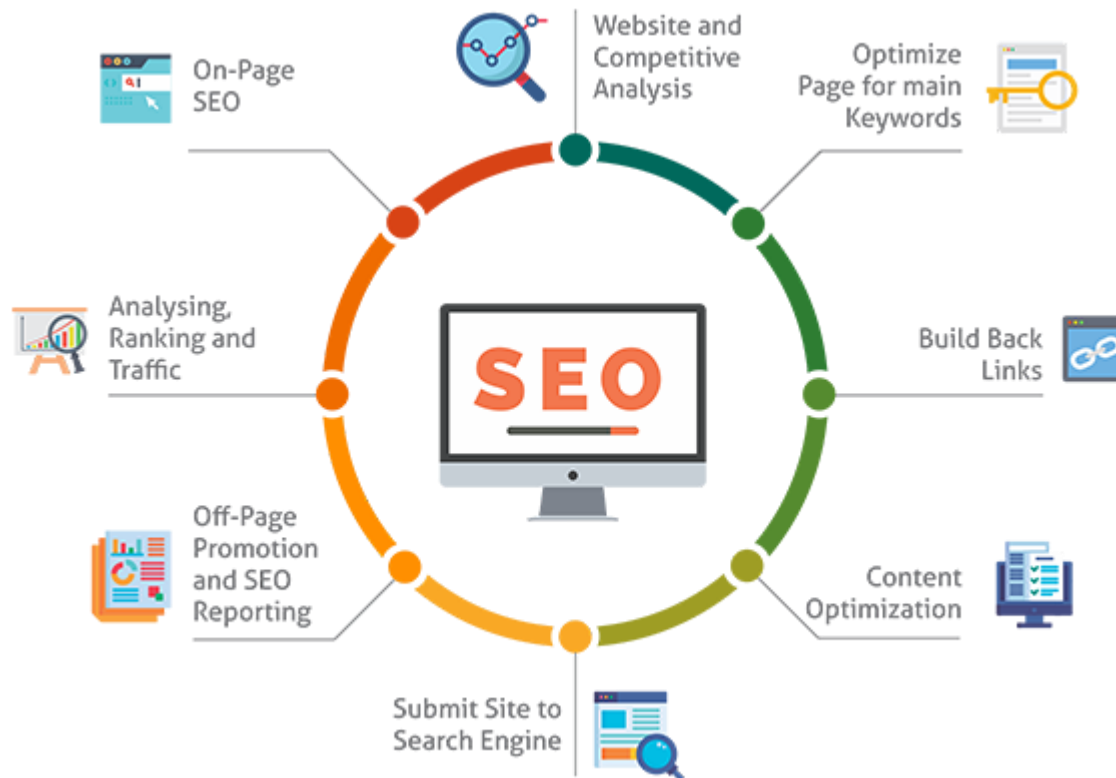 Website and
Competitive
Analysis
Optimize
Page for main
Keywords
Build Back
Links
Content
Optimization
Submit Site to
Search Engine
Off-Page
Promotion
and SEO
Reporting
Analysing,
Ranking and
Traffic
On-Page
SEO
SEO